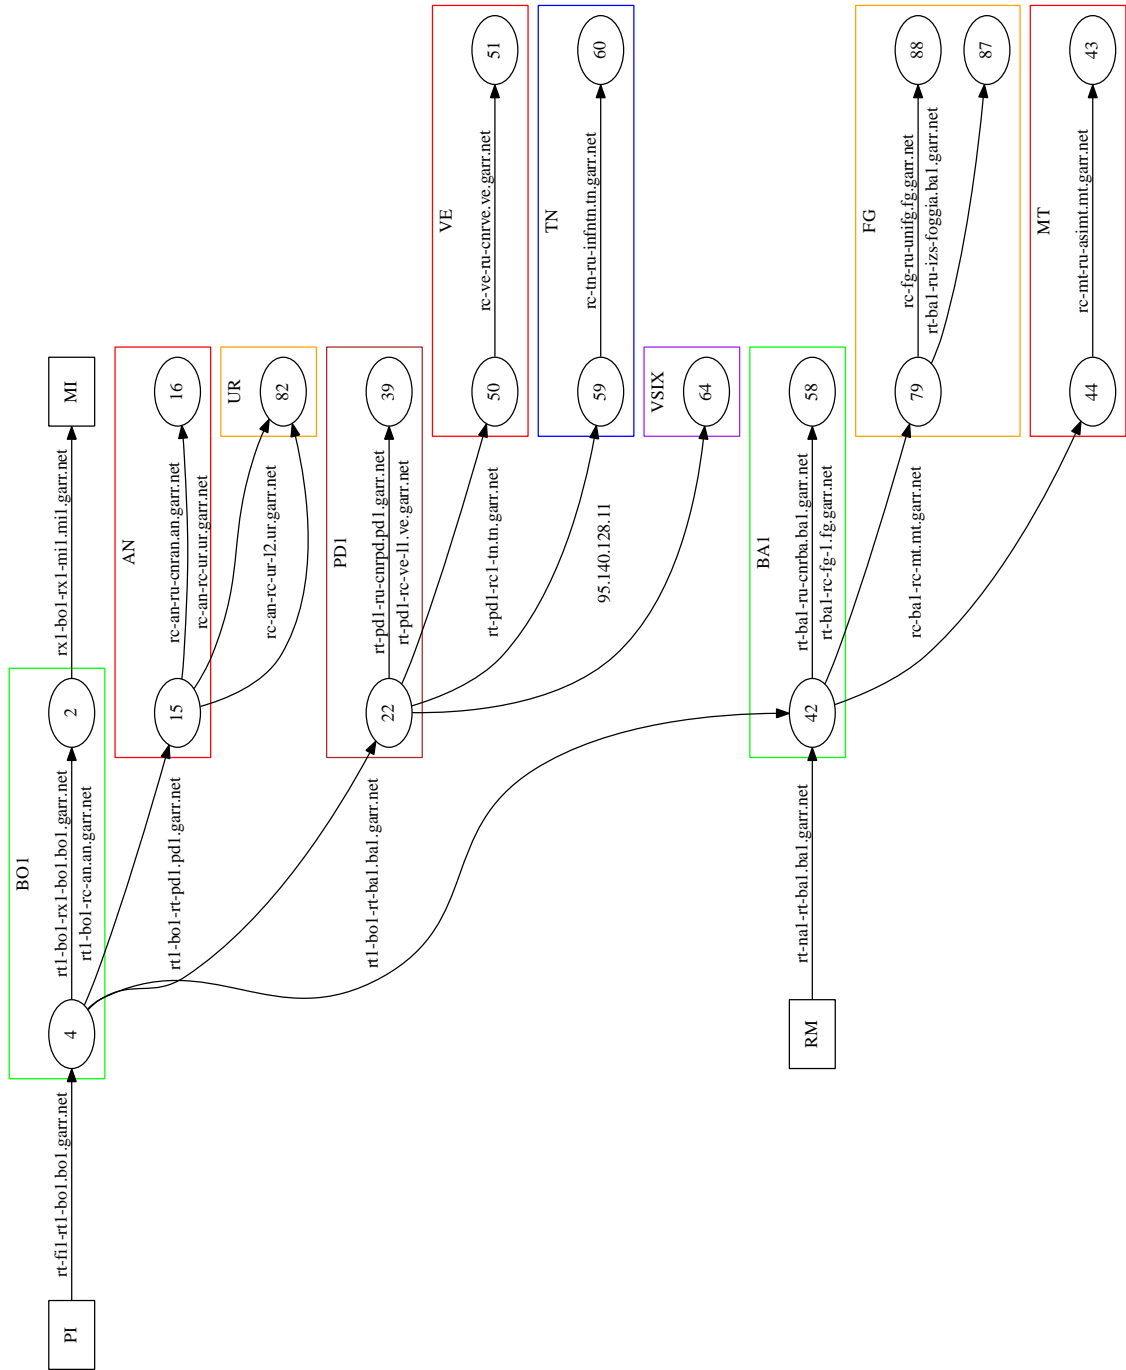 PI
rt-fi1-rt1-bo1.bo1.garr.net
BO1
4
rt1-bo1-rx1-bo1.bo1.garr.net
rt1-bo1-rc-an.an.garr.net
2
rx1-bo1-rx1-mi1.mi1.garr.net
MI
rt1-bo1-rt-pd1.pd1.garr.net
AN
15
rc-an-ru-cnran.an.garr.net
rc-an-rc-ur.ur.garr.net
16
UR
rc-an-rc-ur-l2.ur.garr.net
82
rt1-bo1-rt-ba1.ba1.garr.net
PD1
22
rt-pd1-ru-cnrpd.pd1.garr.net
rt-pd1-rc-ve-l1.ve.garr.net
39
VE
50
rc-ve-ru-cnrve.ve.garr.net
51
rt-pd1-rc1-tn.tn.garr.net
TN
59
rc-tn-ru-infntn.tn.garr.net
60
95.140.128.11
VSIX
64
RM
rt-na1-rt-ba1.ba1.garr.net
BA1
42
rt-ba1-ru-cnrba.ba1.garr.net
rt-ba1-rc-fg-1.fg.garr.net
58
FG
79
rc-fg-ru-unifg.fg.garr.net
rt-ba1-ru-izs-foggia.ba1.garr.net
88
87
rc-ba1-rc-mt.mt.garr.net
MT
44
rc-mt-ru-asimt.mt.garr.net
43